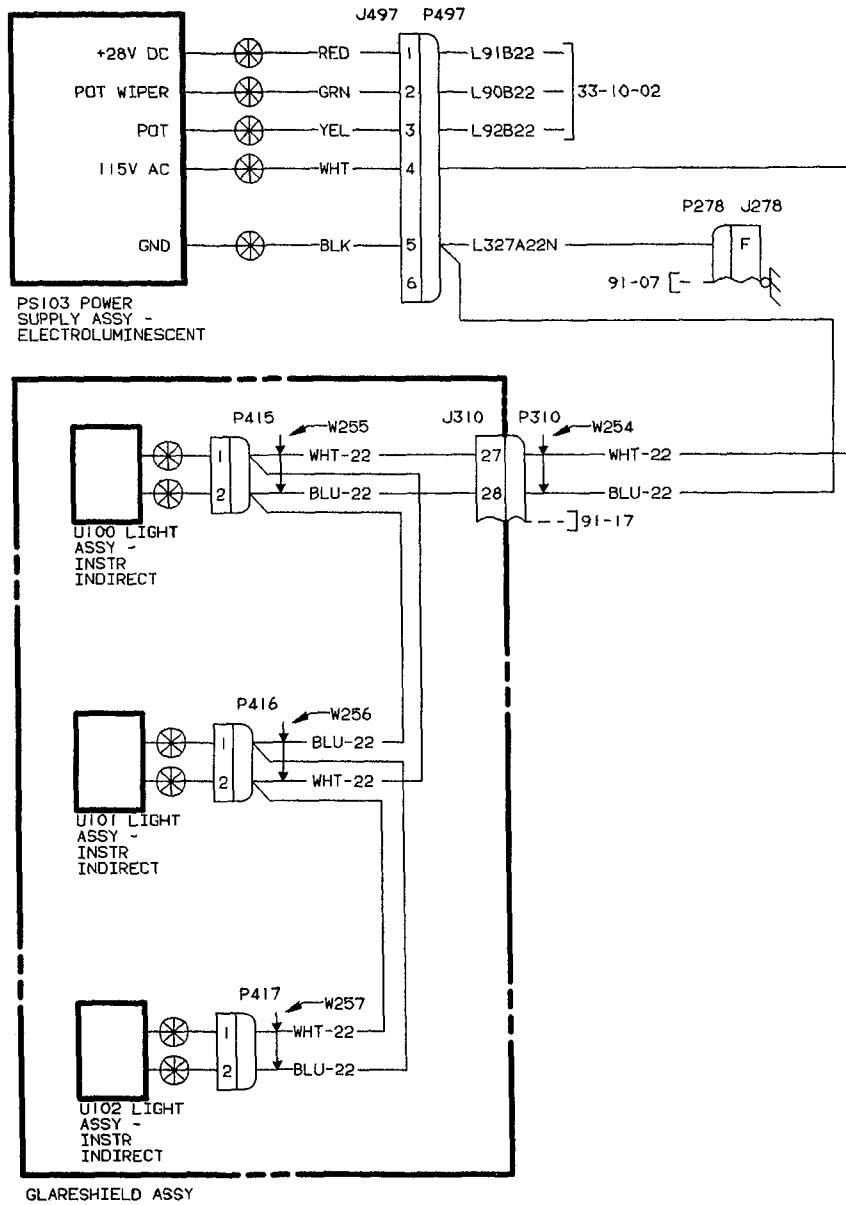 J497 P497
+28V DC RED 1 L91B22
POT WIPER GRN 2 L90B22 33-10-02
POT YEL 3 L92B22
115V AC WHT 4
P278 J278
GND BLK 5 L327A22N F
6
91-07
PS103 POWER
SUPPLY ASSY -
ELECTROLUMINESCENT
P415 W255 J310 P310 W254
1 WHT-22 27 WHT-22
2 BLU-22 28 BLU-22
91-17
U100 LIGHT
ASSY -
INSTR
INDIRECT
P416 W256
1 BLU-22
2 WHT-22
U101 LIGHT
ASSY -
INSTR
INDIRECT
P417 W257
1 WHT-22
2 BLU-22
U102 LIGHT
ASSY -
INSTR
INDIRECT
GLARESHIELD ASSY